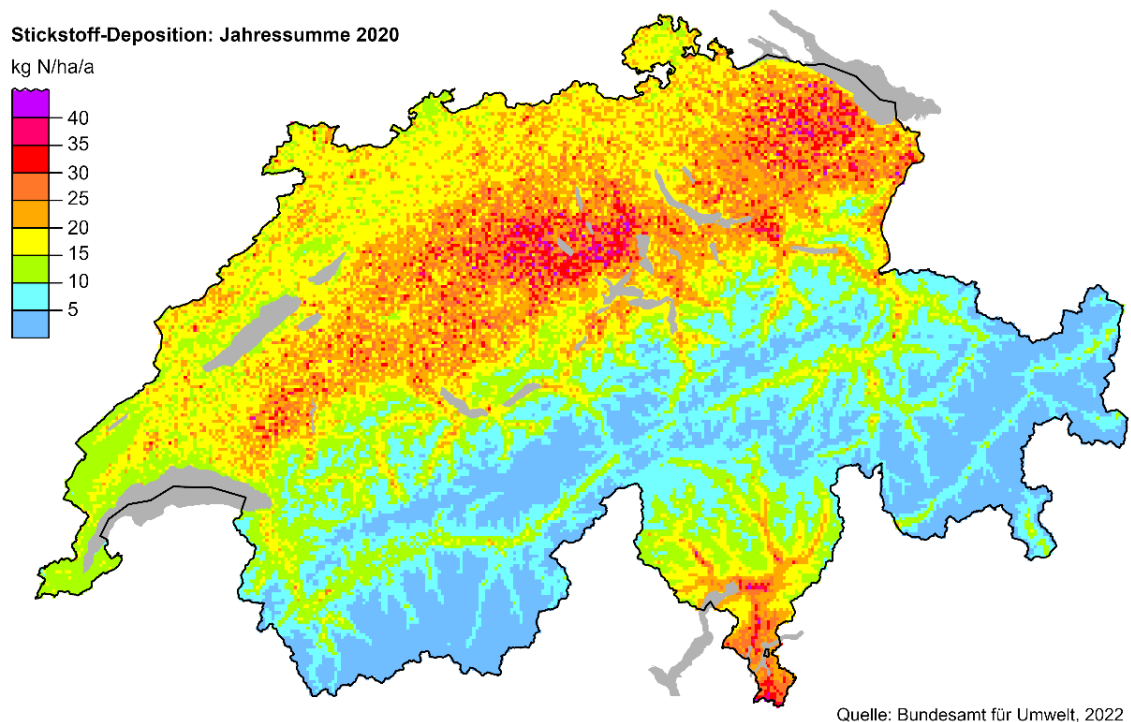 Stickstoff-Deposition: Jahressumme 2020
kg N/ha/a
40
35
30
25
20
15
10
5
Quelle: Bundesamt für Umwelt, 2022